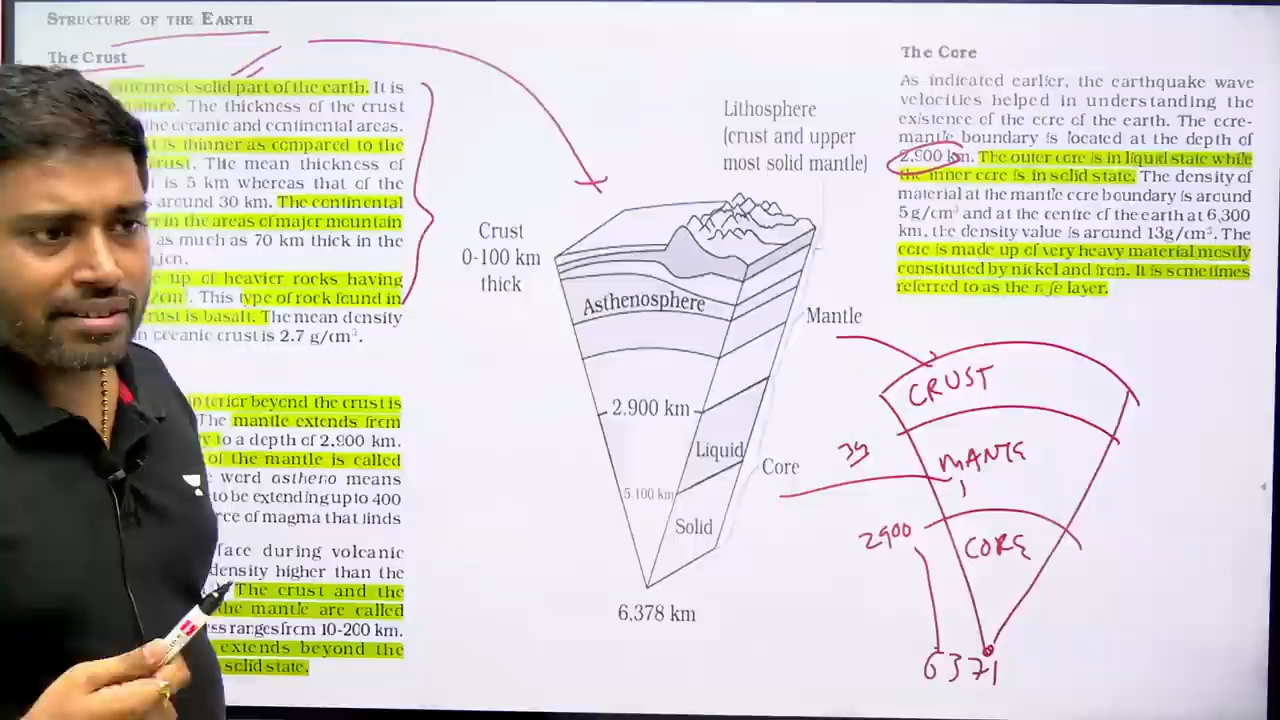 STRUCTURE OF THE EARTH
The Crust
outermost solid part of the earth. It is
The thickness of the crust
the oceanic and continental areas.
is thinner as compared to the
crust. The mean thickness of
is 5 km whereas that of the
around 30 km. The continental
in the areas of major mountain
as much as 70 km thick in the
up of heavier rocks having
This type of rock found in
crust is basalt. The mean density
oceanic crust is 2.7 g/cm³.
interior beyond the crust is
The mantle extends from
to a depth of 2,900 km.
of the mantle is called
word astheno means
to be extending up to 400
of magma that finds
during volcanic
density higher than the
The crust and the
the mantle are called
ranges from 10-200 km.
extends beyond the
solid state.
Lithosphere
(crust and upper
most solid mantle)
Crust
0-100 km
thick
Asthenosphere
Mantle
2.900 km
Liquid
Core
5.100 km
Solid
6,378 km
The Core
As indicated earlier, the earthquake wave
velocities helped in understanding the
existence of the core of the earth. The core-
mantle boundary is located at the depth of
2,900 km. The outer core is in liquid state while
the inner core is in solid state. The density of
material at the mantle core boundary is around
5 g/cm³ and at the centre of the earth at 6,300
km, the density value is around 13g/cm³. The
core is made up of very heavy material mostly
constituted by nickel and iron. It is sometimes
referred to as the nife layer.
CRUST
MANTE
CORE
2900
6371